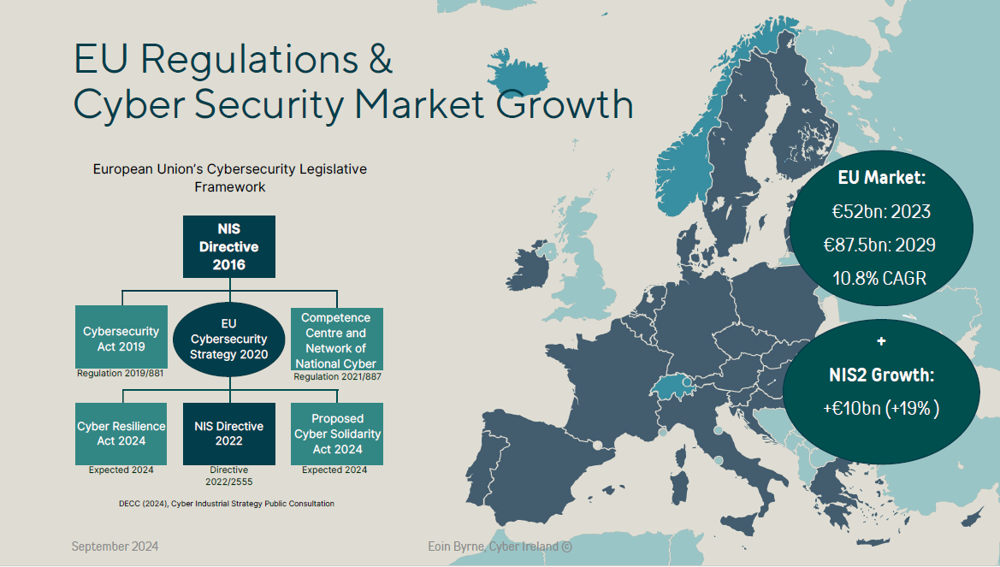 EU Regulations &
Cyber Security Market Growth
European Union's Cybersecurity Legislative
Framework
NIS
Directive
2016
Cybersecurity
Act 2019
Regulation 2019/881
EU
Cybersecurity
Strategy 2020
Competence
Centre and
Network of
National Cyber
Regulation 2021/887
Cyber Resilience
Act 2024
Expected 2024
NIS Directive
2022
Directive
2022/2555
Proposed
Cyber Solidarity
Act 2024
Expected 2024
DECC (2024), Cyber Industrial Strategy Public Consultation
EU Market:
€52bn: 2023
€87.5bn: 2029
10.8% CAGR
+
NIS2 Growth:
+€10bn (+19% )
September 2024
Eoin Byrne, Cyber Ireland ©